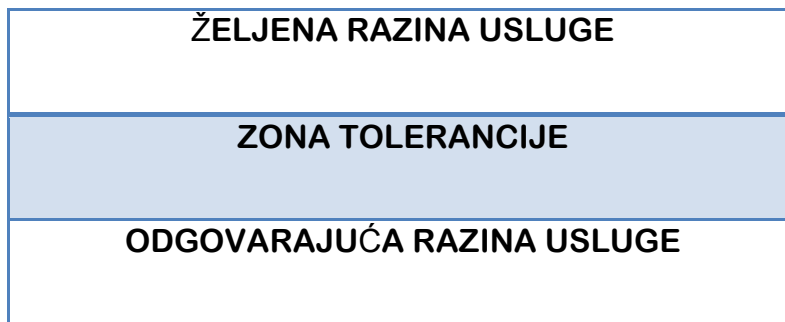 ŽELJENA RAZINA USLUGE
ZONA TOLERANCIJE
ODGOVARAJUĆA RAZINA USLUGE